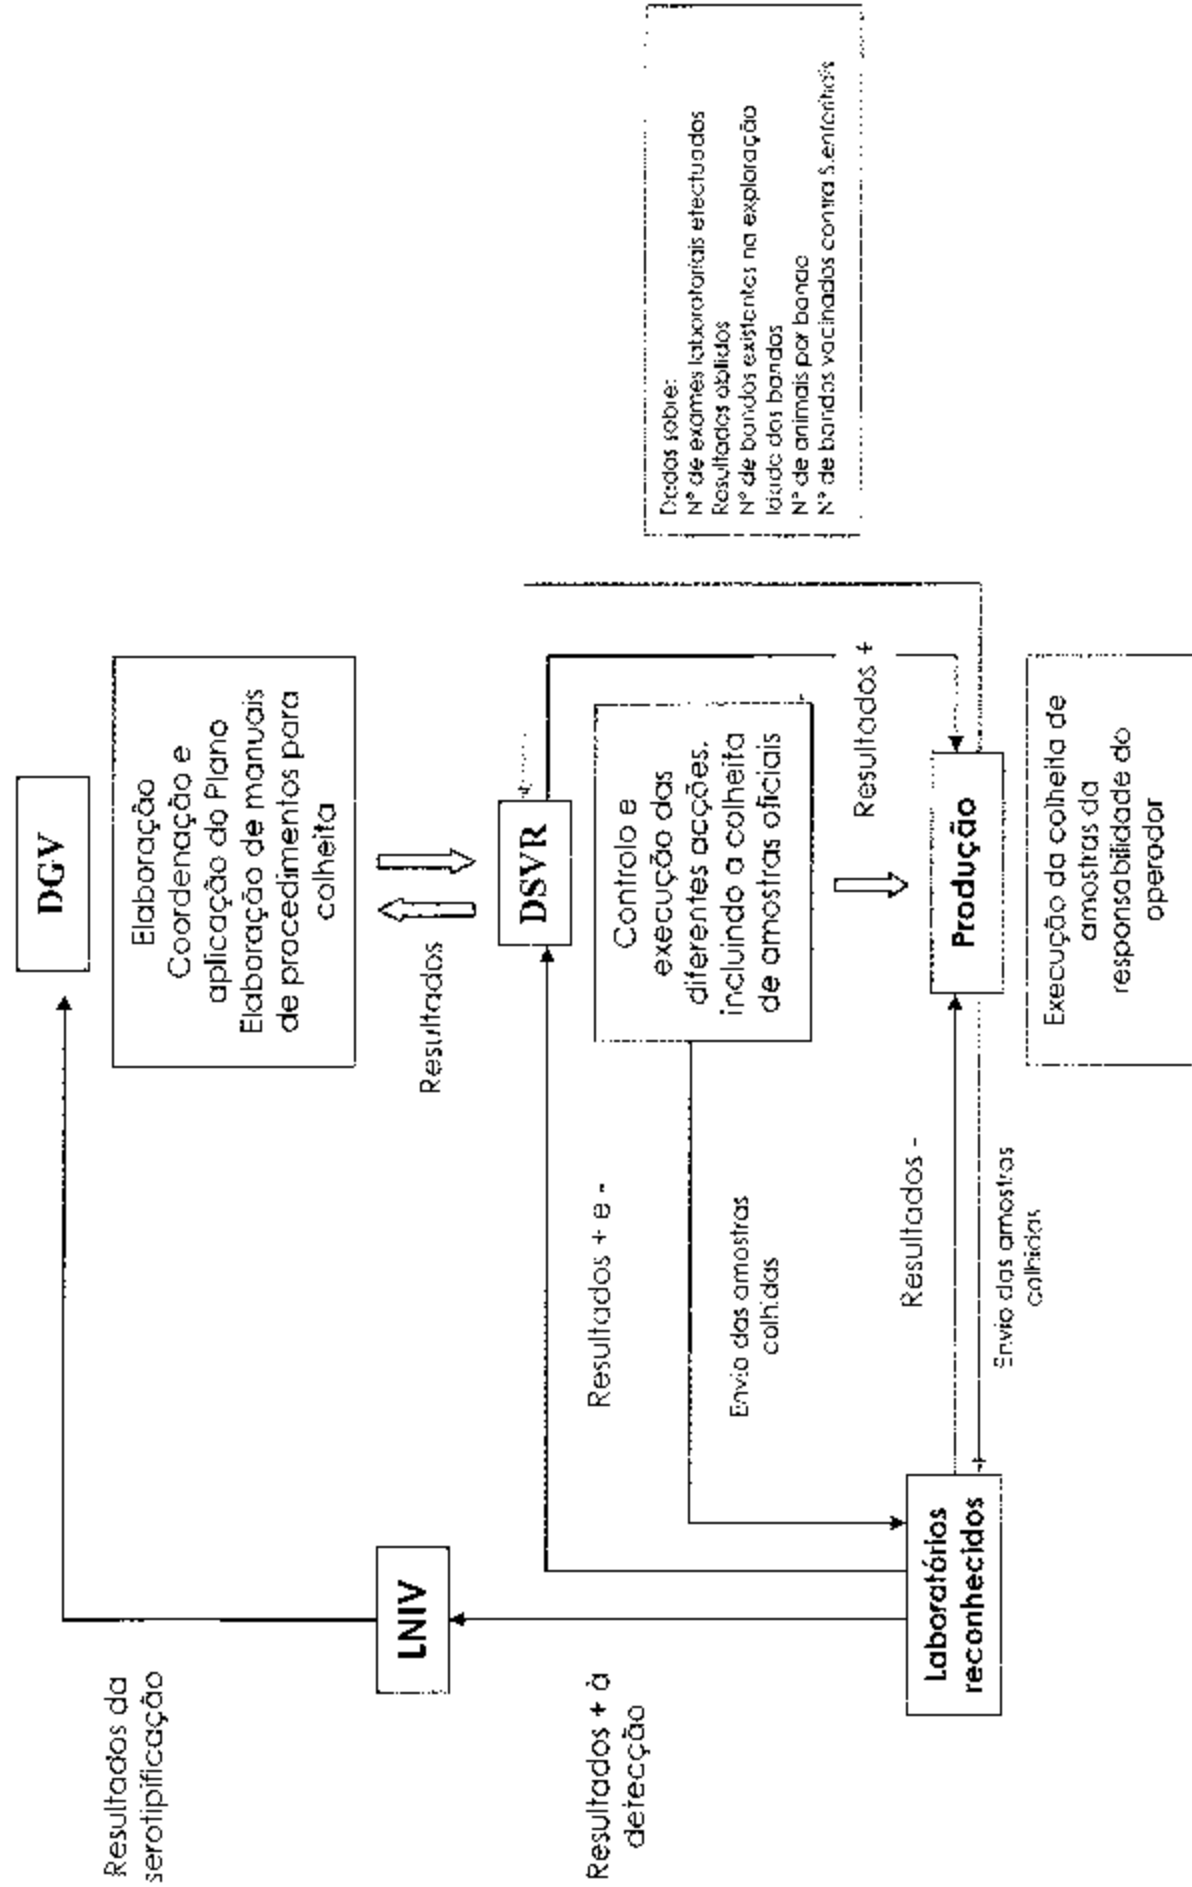 Resultados da
serotipificação
DGV
Elaboração
Coordenação e
aplicação do Plano
Elaboração de manuais
de procedimentos para
colheita
LNIV
Resultados
DSVR
Resultados + à
detecção
Resultados + e -
Controlo e
execução das
diferentes acções,
incluindo a colheita
de amostras oficiais
Dados sobre:
Nº de exames laboratoriais efectuados
Resultados obtidos
Nº de bandos existentes na exploração
Idade dos bandos
Nº de animais por bando
Nº de bandos vacinados contra S.enteritidis
Envio das amostras
colhidas
Resultados +
Laboratórios
reconhecidos
Resultados -
Produção
Envio das amostras
colhidas
Execução da colheita de
amostras da
responsabilidade do
operador